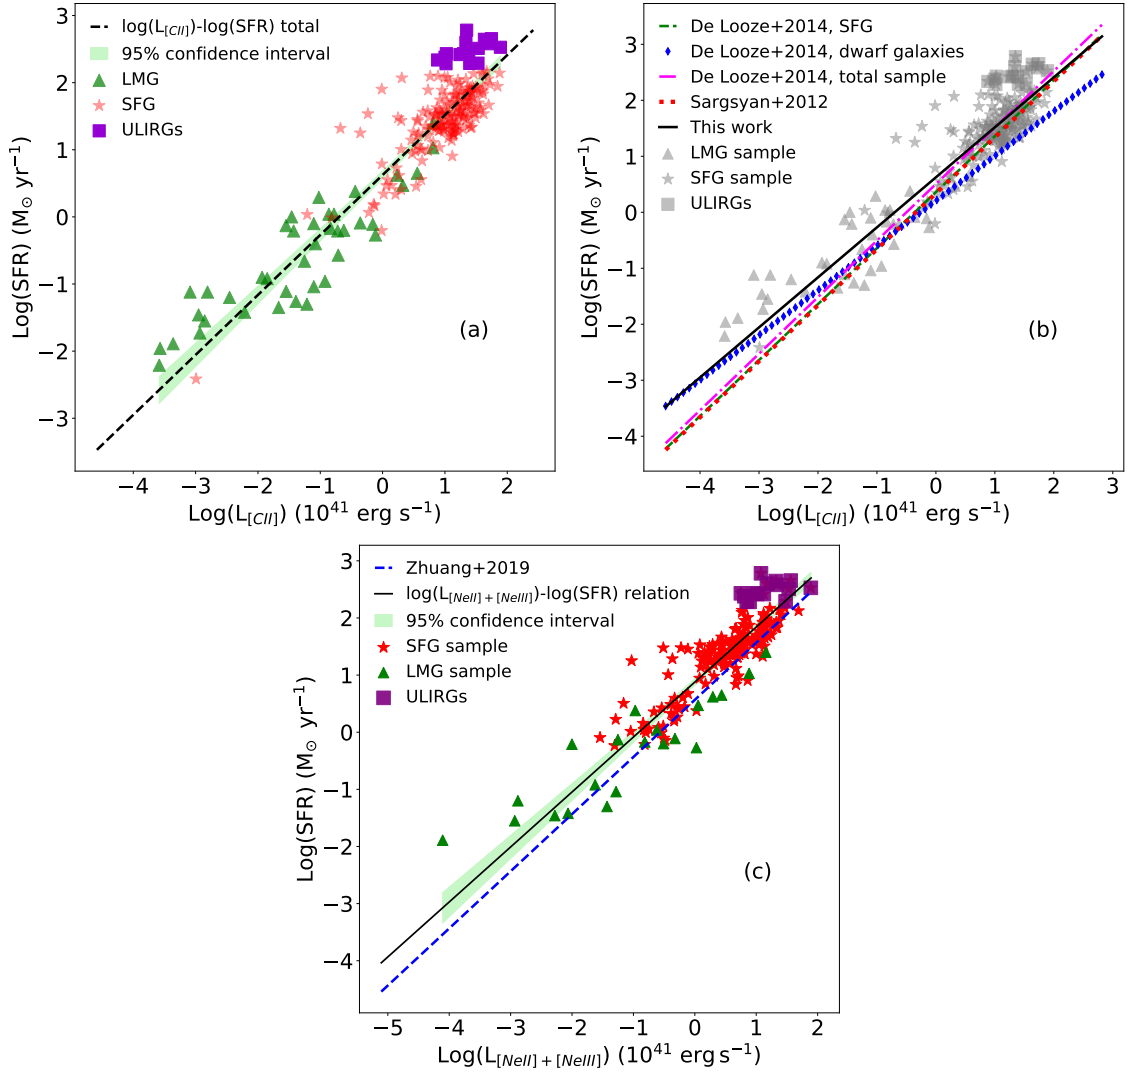 log(L[CII])-log(SFR) total
95% confidence interval
LMG
SFG
ULIRGs
(a)
3
2
1
0
−1
−2
−3
Log(SFR) (M⊙ yr−1)
−4 −3 −2 −1 0 1 2
Log(L[CII]) (10^41 erg s−1)
De Looze+2014, SFG
De Looze+2014, dwarf galaxies
De Looze+2014, total sample
Sargsyan+2012
This work
LMG sample
SFG sample
ULIRGs
(b)
3
2
1
0
−1
−2
−3
−4
Log(SFR) (M⊙ yr−1)
−4 −3 −2 −1 0 1 2 3
Log(L[CII]) (10^41 erg s−1)
Zhuang+2019
log(L[NeII]+[NeIII])-log(SFR) relation
95% confidence interval
SFG sample
LMG sample
ULIRGs
(c)
3
2
1
0
−1
−2
−3
−4
Log(SFR) (M⊙ yr−1)
−5 −4 −3 −2 −1 0 1 2
Log(L[NeII]+[NeIII]) (10^41 erg s−1)